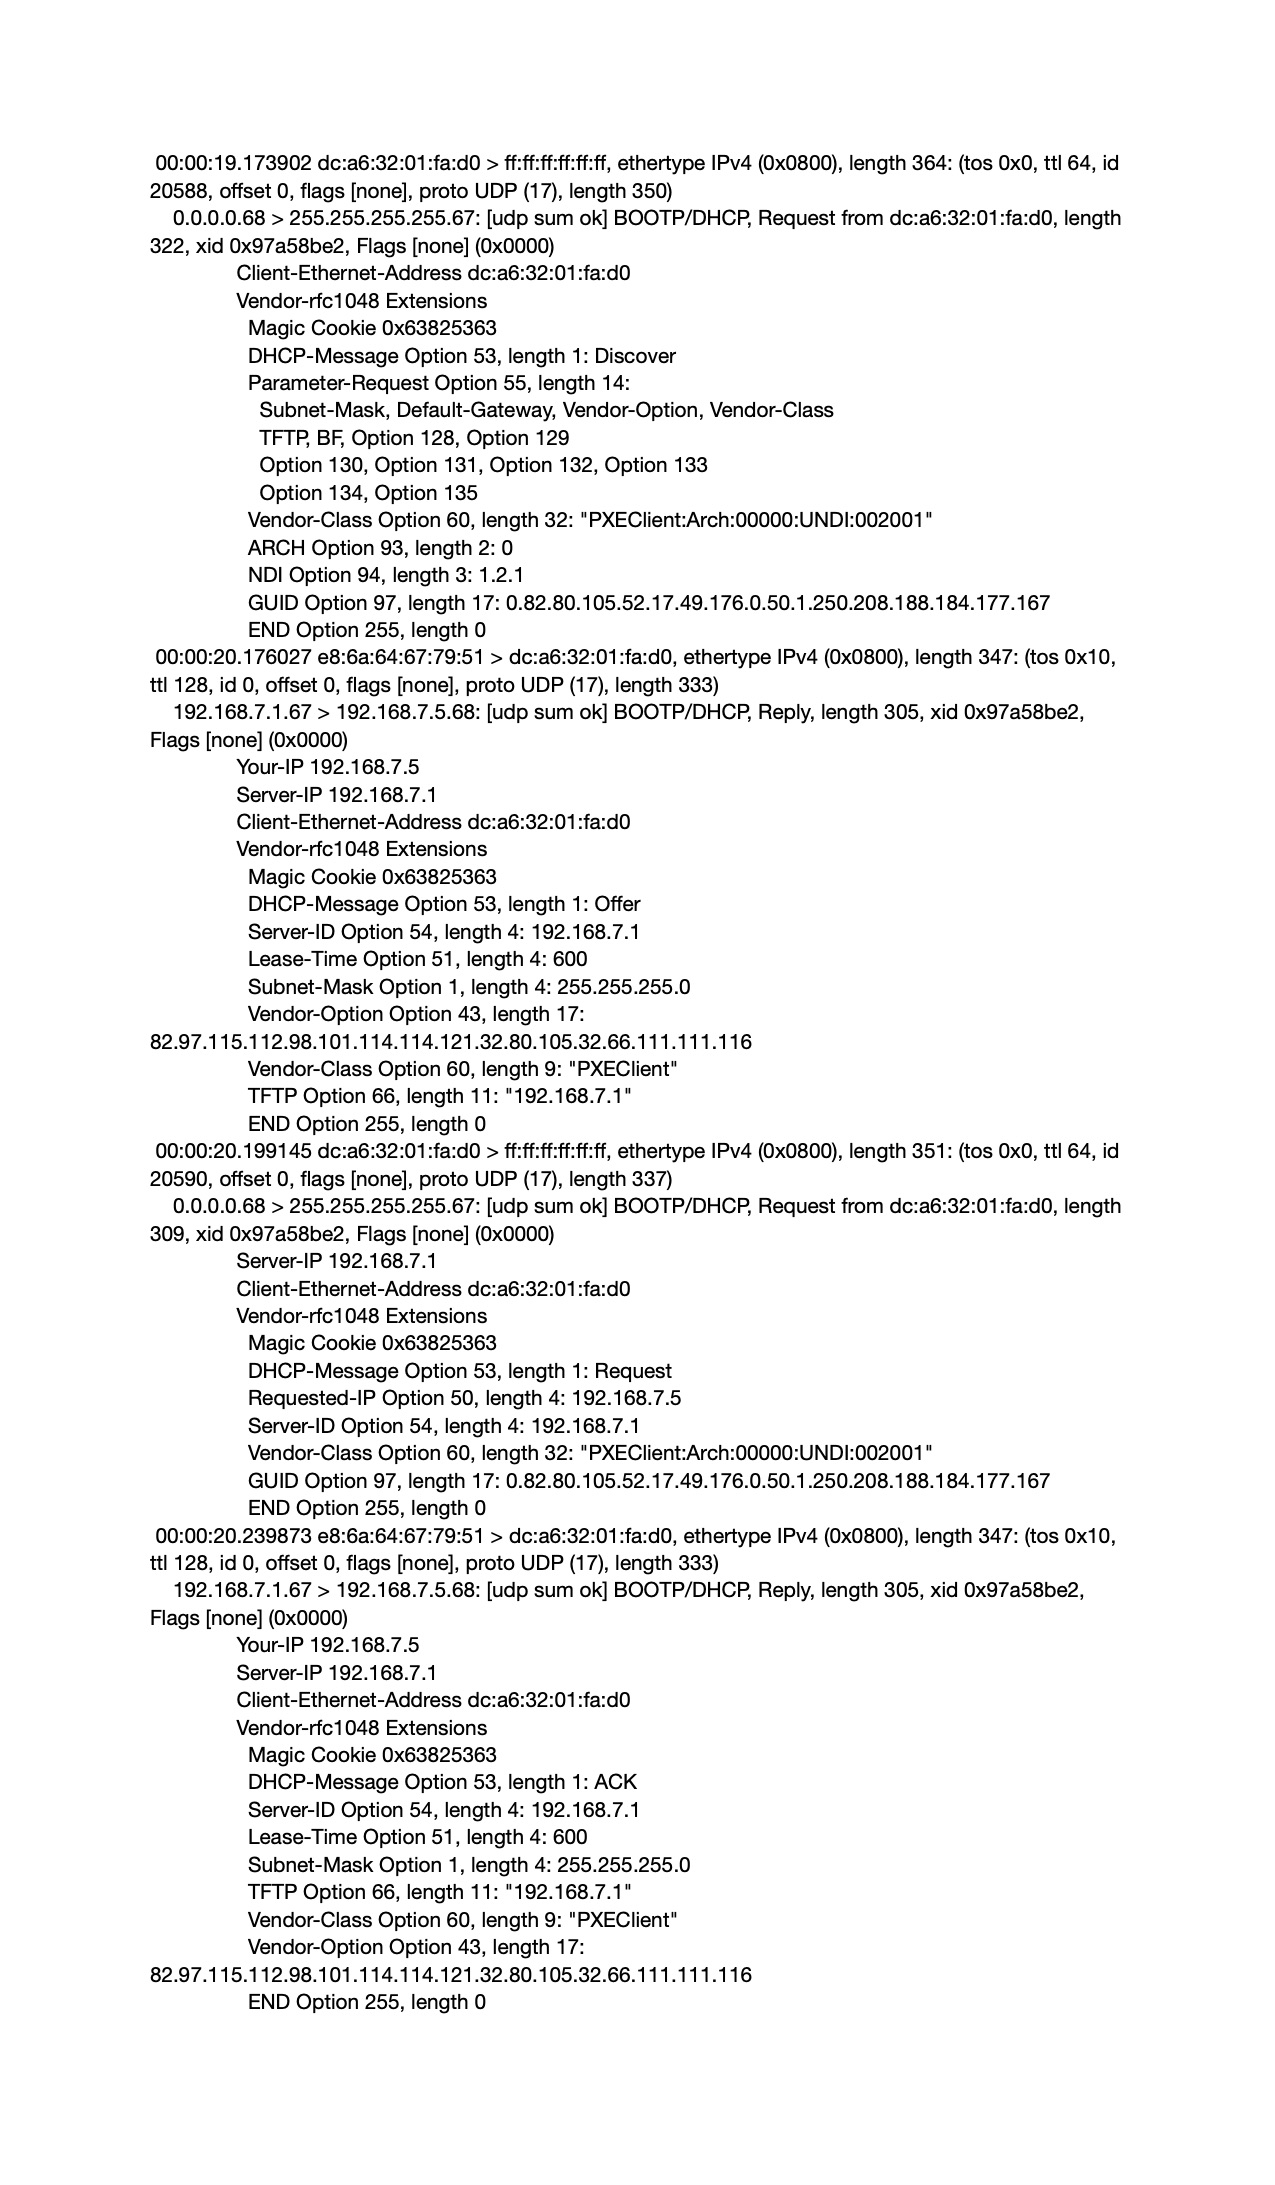 00:00:19.173902 dc:a6:32:01:fa:d0 > ff:ff:ff:ff:ff:ff, ethertype IPv4 (0x0800), length 364: (tos 0x0, ttl 64, id
20588, offset 0, flags [none], proto UDP (17), length 350)
0.0.0.0.68 > 255.255.255.255.67: [udp sum ok] BOOTP/DHCP, Request from dc:a6:32:01:fa:d0, length
322, xid 0x97a58be2, Flags [none] (0x0000)
Client-Ethernet-Address dc:a6:32:01:fa:d0
Vendor-rfc1048 Extensions
Magic Cookie 0x63825363
DHCP-Message Option 53, length 1: Discover
Parameter-Request Option 55, length 14:
Subnet-Mask, Default-Gateway, Vendor-Option, Vendor-Class
TFTP, BF, Option 128, Option 129
Option 130, Option 131, Option 132, Option 133
Option 134, Option 135
Vendor-Class Option 60, length 32: "PXEClient:Arch:00000:UNDI:002001"
ARCH Option 93, length 2: 0
NDI Option 94, length 3: 1.2.1
GUID Option 97, length 17: 0.82.80.105.52.17.49.176.0.50.1.250.208.188.184.177.167
END Option 255, length 0
00:00:20.176027 e8:6a:64:67:79:51 > dc:a6:32:01:fa:d0, ethertype IPv4 (0x0800), length 347: (tos 0x10,
ttl 128, id 0, offset 0, flags [none], proto UDP (17), length 333)
192.168.7.1.67 > 192.168.7.5.68: [udp sum ok] BOOTP/DHCP, Reply, length 305, xid 0x97a58be2,
Flags [none] (0x0000)
Your-IP 192.168.7.5
Server-IP 192.168.7.1
Client-Ethernet-Address dc:a6:32:01:fa:d0
Vendor-rfc1048 Extensions
Magic Cookie 0x63825363
DHCP-Message Option 53, length 1: Offer
Server-ID Option 54, length 4: 192.168.7.1
Lease-Time Option 51, length 4: 600
Subnet-Mask Option 1, length 4: 255.255.255.0
Vendor-Option Option 43, length 17:
82.97.115.112.98.101.114.114.121.32.80.105.32.66.111.111.116
Vendor-Class Option 60, length 9: "PXEClient"
TFTP Option 66, length 11: "192.168.7.1"
END Option 255, length 0
00:00:20.199145 dc:a6:32:01:fa:d0 > ff:ff:ff:ff:ff:ff, ethertype IPv4 (0x0800), length 351: (tos 0x0, ttl 64, id
20590, offset 0, flags [none], proto UDP (17), length 337)
0.0.0.0.68 > 255.255.255.255.67: [udp sum ok] BOOTP/DHCP, Request from dc:a6:32:01:fa:d0, length
309, xid 0x97a58be2, Flags [none] (0x0000)
Server-IP 192.168.7.1
Client-Ethernet-Address dc:a6:32:01:fa:d0
Vendor-rfc1048 Extensions
Magic Cookie 0x63825363
DHCP-Message Option 53, length 1: Request
Requested-IP Option 50, length 4: 192.168.7.5
Server-ID Option 54, length 4: 192.168.7.1
Vendor-Class Option 60, length 32: "PXEClient:Arch:00000:UNDI:002001"
GUID Option 97, length 17: 0.82.80.105.52.17.49.176.0.50.1.250.208.188.184.177.167
END Option 255, length 0
00:00:20.239873 e8:6a:64:67:79:51 > dc:a6:32:01:fa:d0, ethertype IPv4 (0x0800), length 347: (tos 0x10,
ttl 128, id 0, offset 0, flags [none], proto UDP (17), length 333)
192.168.7.1.67 > 192.168.7.5.68: [udp sum ok] BOOTP/DHCP, Reply, length 305, xid 0x97a58be2,
Flags [none] (0x0000)
Your-IP 192.168.7.5
Server-IP 192.168.7.1
Client-Ethernet-Address dc:a6:32:01:fa:d0
Vendor-rfc1048 Extensions
Magic Cookie 0x63825363
DHCP-Message Option 53, length 1: ACK
Server-ID Option 54, length 4: 192.168.7.1
Lease-Time Option 51, length 4: 600
Subnet-Mask Option 1, length 4: 255.255.255.0
TFTP Option 66, length 11: "192.168.7.1"
Vendor-Class Option 60, length 9: "PXEClient"
Vendor-Option Option 43, length 17:
82.97.115.112.98.101.114.114.121.32.80.105.32.66.111.111.116
END Option 255, length 0